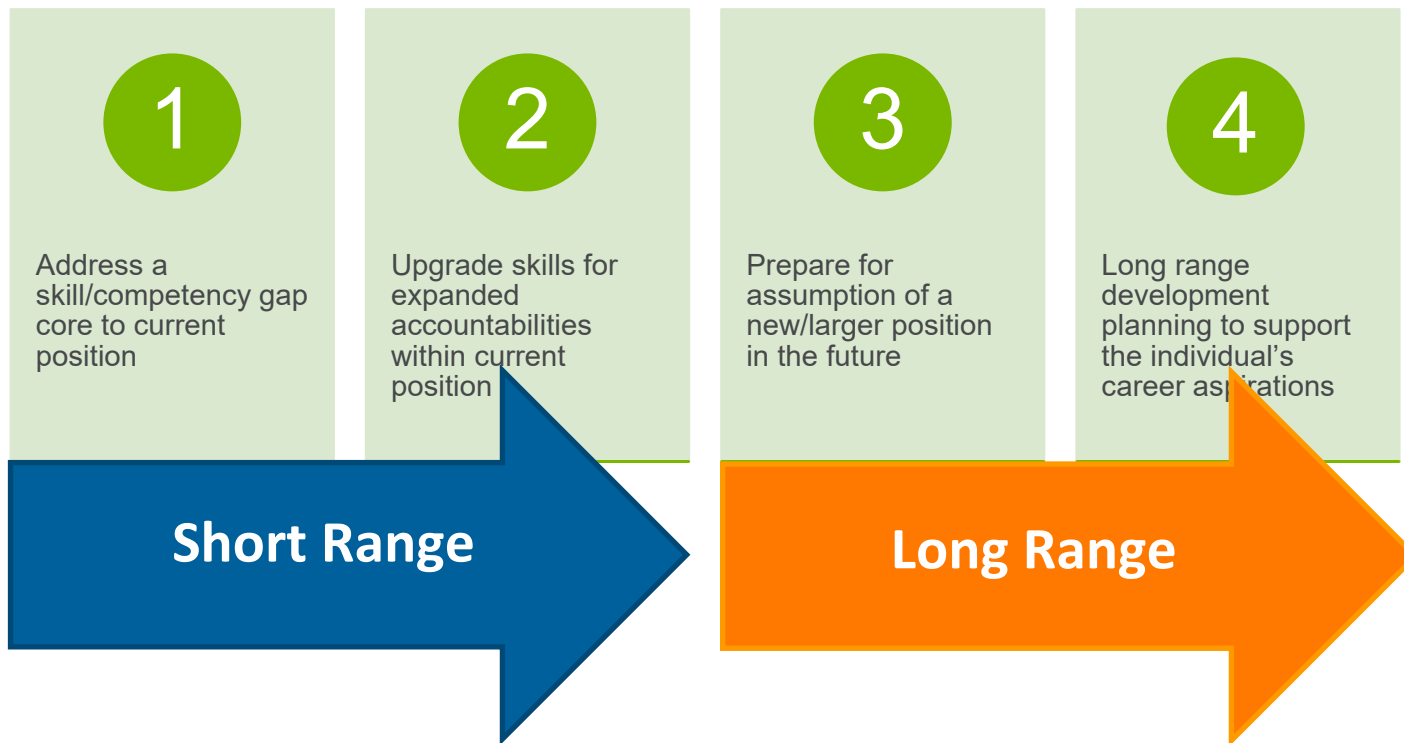 1
Address a
skill/competency gap
core to current
position
2
Upgrade skills for
expanded
accountabilities
within current
position
3
Prepare for
assumption of a
new/larger position
in the future
4
Long range
development
planning to support
the individual’s
career aspirations
Short Range
Long Range